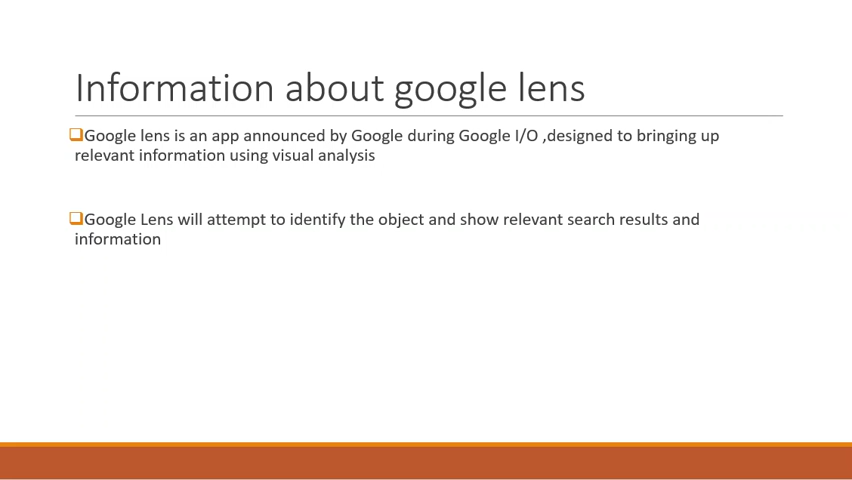 Information about google lens
Google lens is an app announced by Google during Google I/O ,designed to bringing up
relevant information using visual analysis
Google Lens will attempt to identify the object and show relevant search results and
information